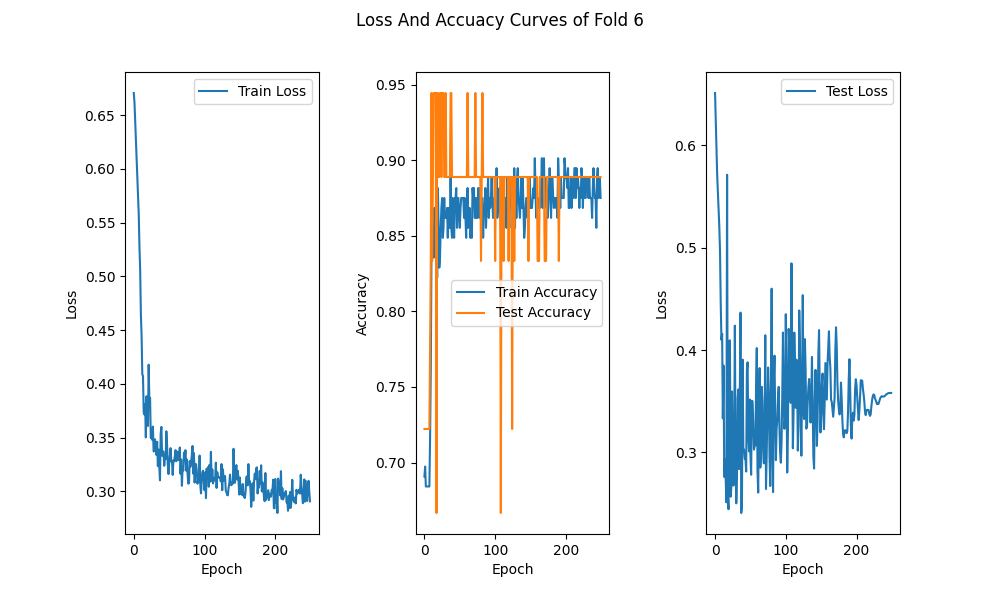 Loss And Accuacy Curves of Fold 6
Train Loss
0.65
0.60
0.55
0.50
0.45
0.40
0.35
0.30
Loss
0
100
200
Epoch
0.95
0.90
0.85
0.80
0.75
0.70
Accuracy
Train Accuracy
Test Accuracy
0
100
200
Epoch
Test Loss
0.6
0.5
0.4
0.3
Loss
0
100
200
Epoch